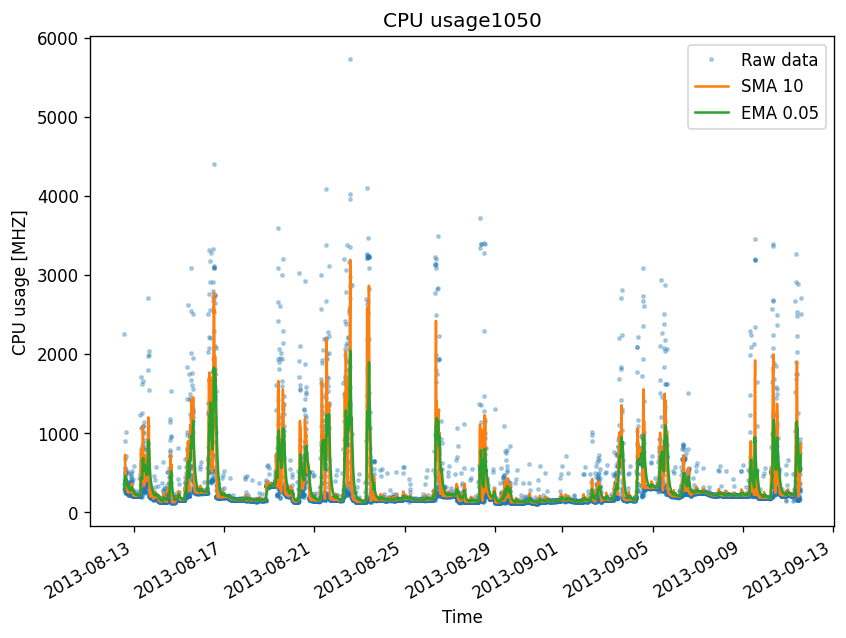 CPU usage1050
Raw data
SMA 10
EMA 0.05
6000
5000
4000
3000
2000
1000
0
CPU usage [MHZ]
2013-08-13
2013-08-17
2013-08-21
2013-08-25
2013-08-29
2013-09-01
2013-09-05
2013-09-09
2013-09-13
Time